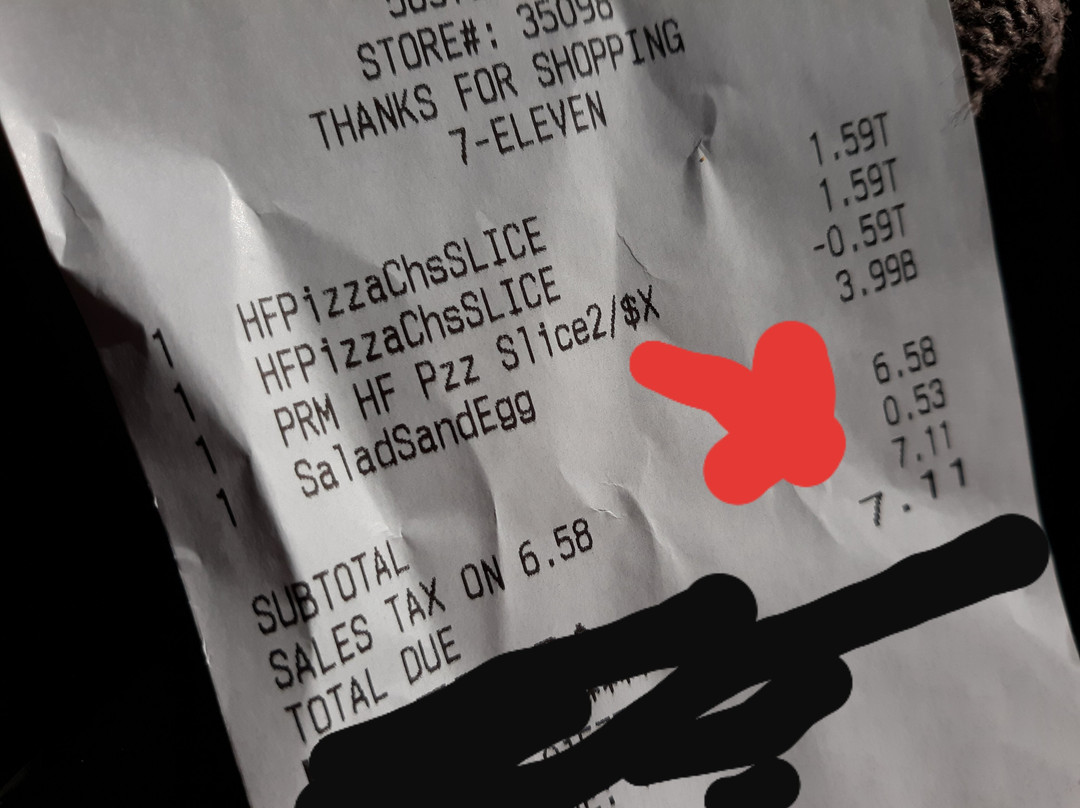 STORE#: 35098
THANKS FOR SHOPPING
7-ELEVEN
1 HFPizzaChsSLICE 1.59T
1 HFPizzaChsSLICE 1.59T
1 PRM HF Pzz Slice2/$X -0.59T
1 SaladSandEgg 3.99B
SUBTOTAL 6.58
SALES TAX ON 6.58 0.53
TOTAL DUE 7.11
7.11